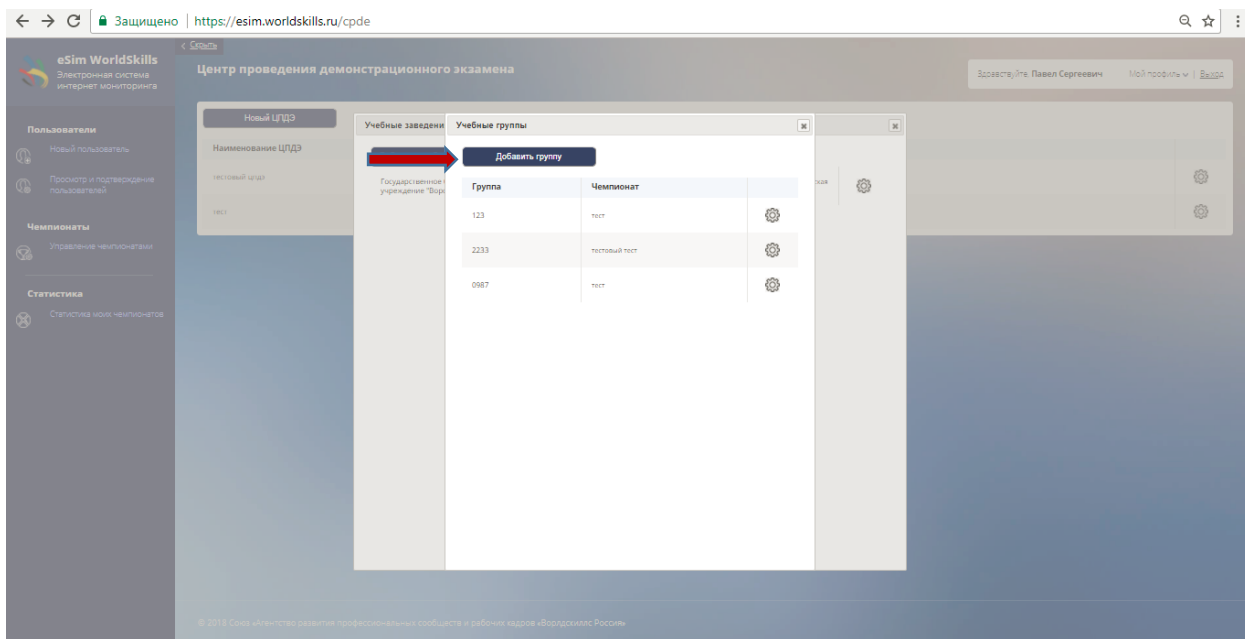 Защищено | https://esim.worldskills.ru/cpde
< Скрыть
eSim WorldSkills
Электронная система
интернет мониторинга
Центр проведения демонстрационного экзамена
Здравствуйте, Павел Сергеевич Мой профиль | Выход
Пользователи
Новый пользователь
Просмотр и подтверждение
пользователей
Чемпионаты
Управление чемпионатами
Статистика
Статистика моих чемпионатов
Новый ЦПДЭ
Наименование ЦПДЭ
тестовый цпдэ
тест
Учебные заведени
Государственное
учреждение "Воро
ская
Учебные группы
Добавить группу
Группа Чемпионат
123 тест
2233 тестовый тест
0987 тест
© 2018 Союз «Агентство развития профессиональных сообществ и рабочих кадров «Ворлдскиллс Россия»